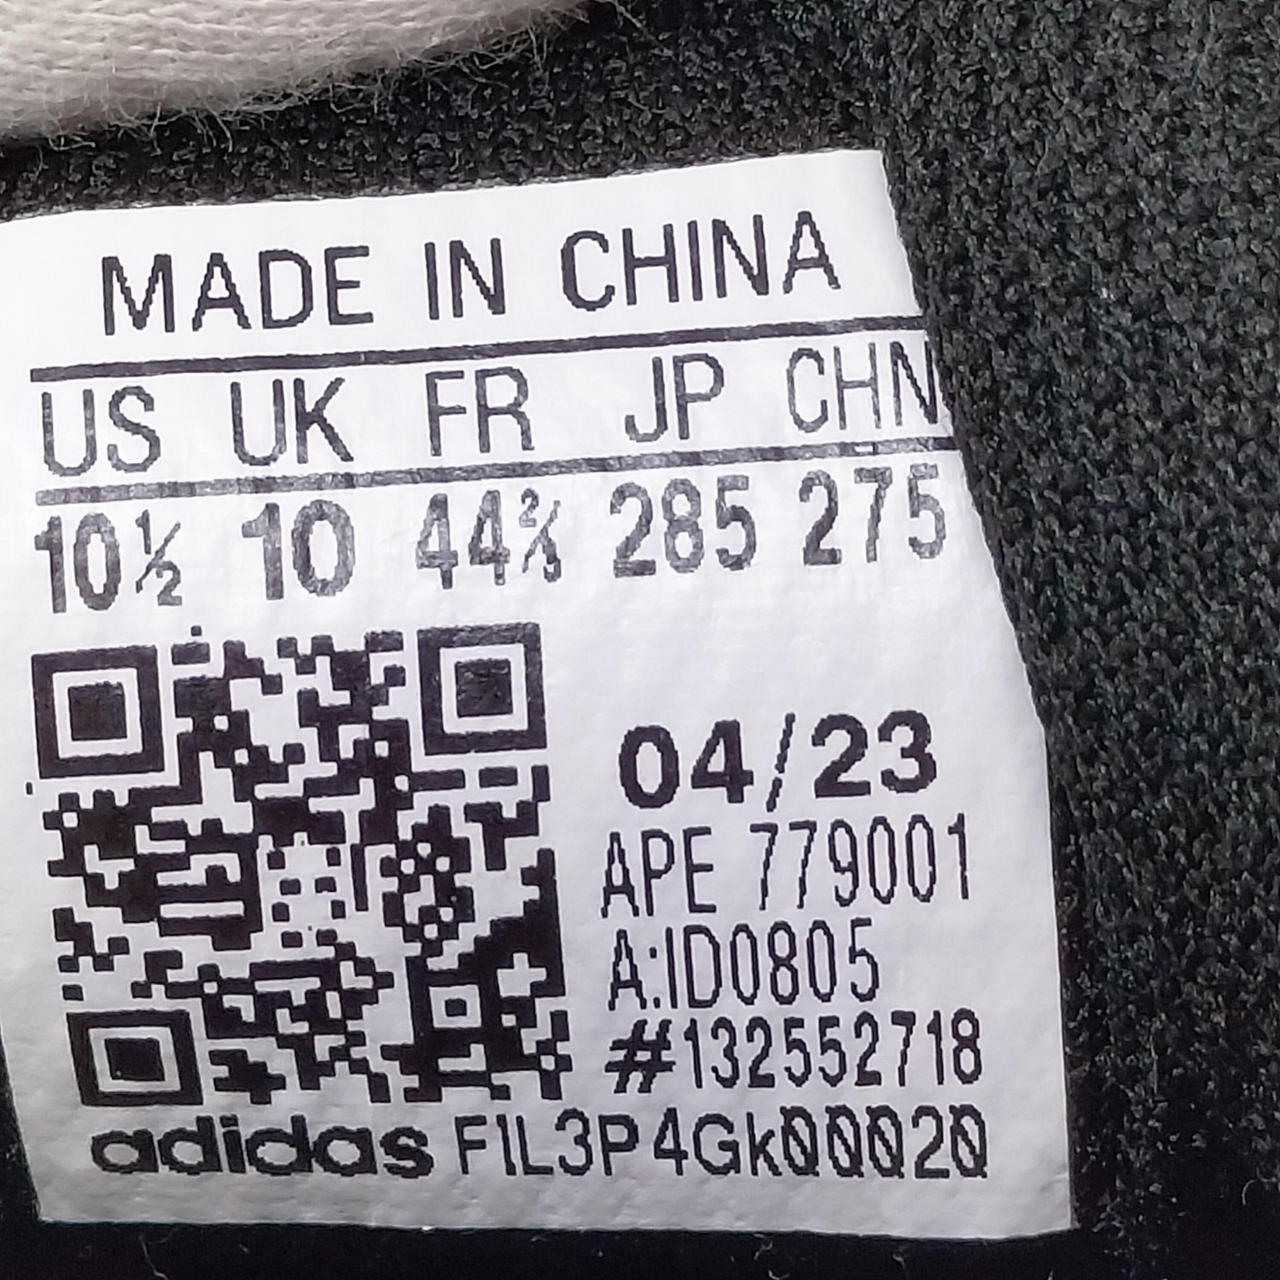 MADE IN CHINA
US UK FR JP CHN
10½ 10 44⅔ 285 275
04/23
APE 779001
A:ID0805
#132552718
adidas F1L3P4Gk000020